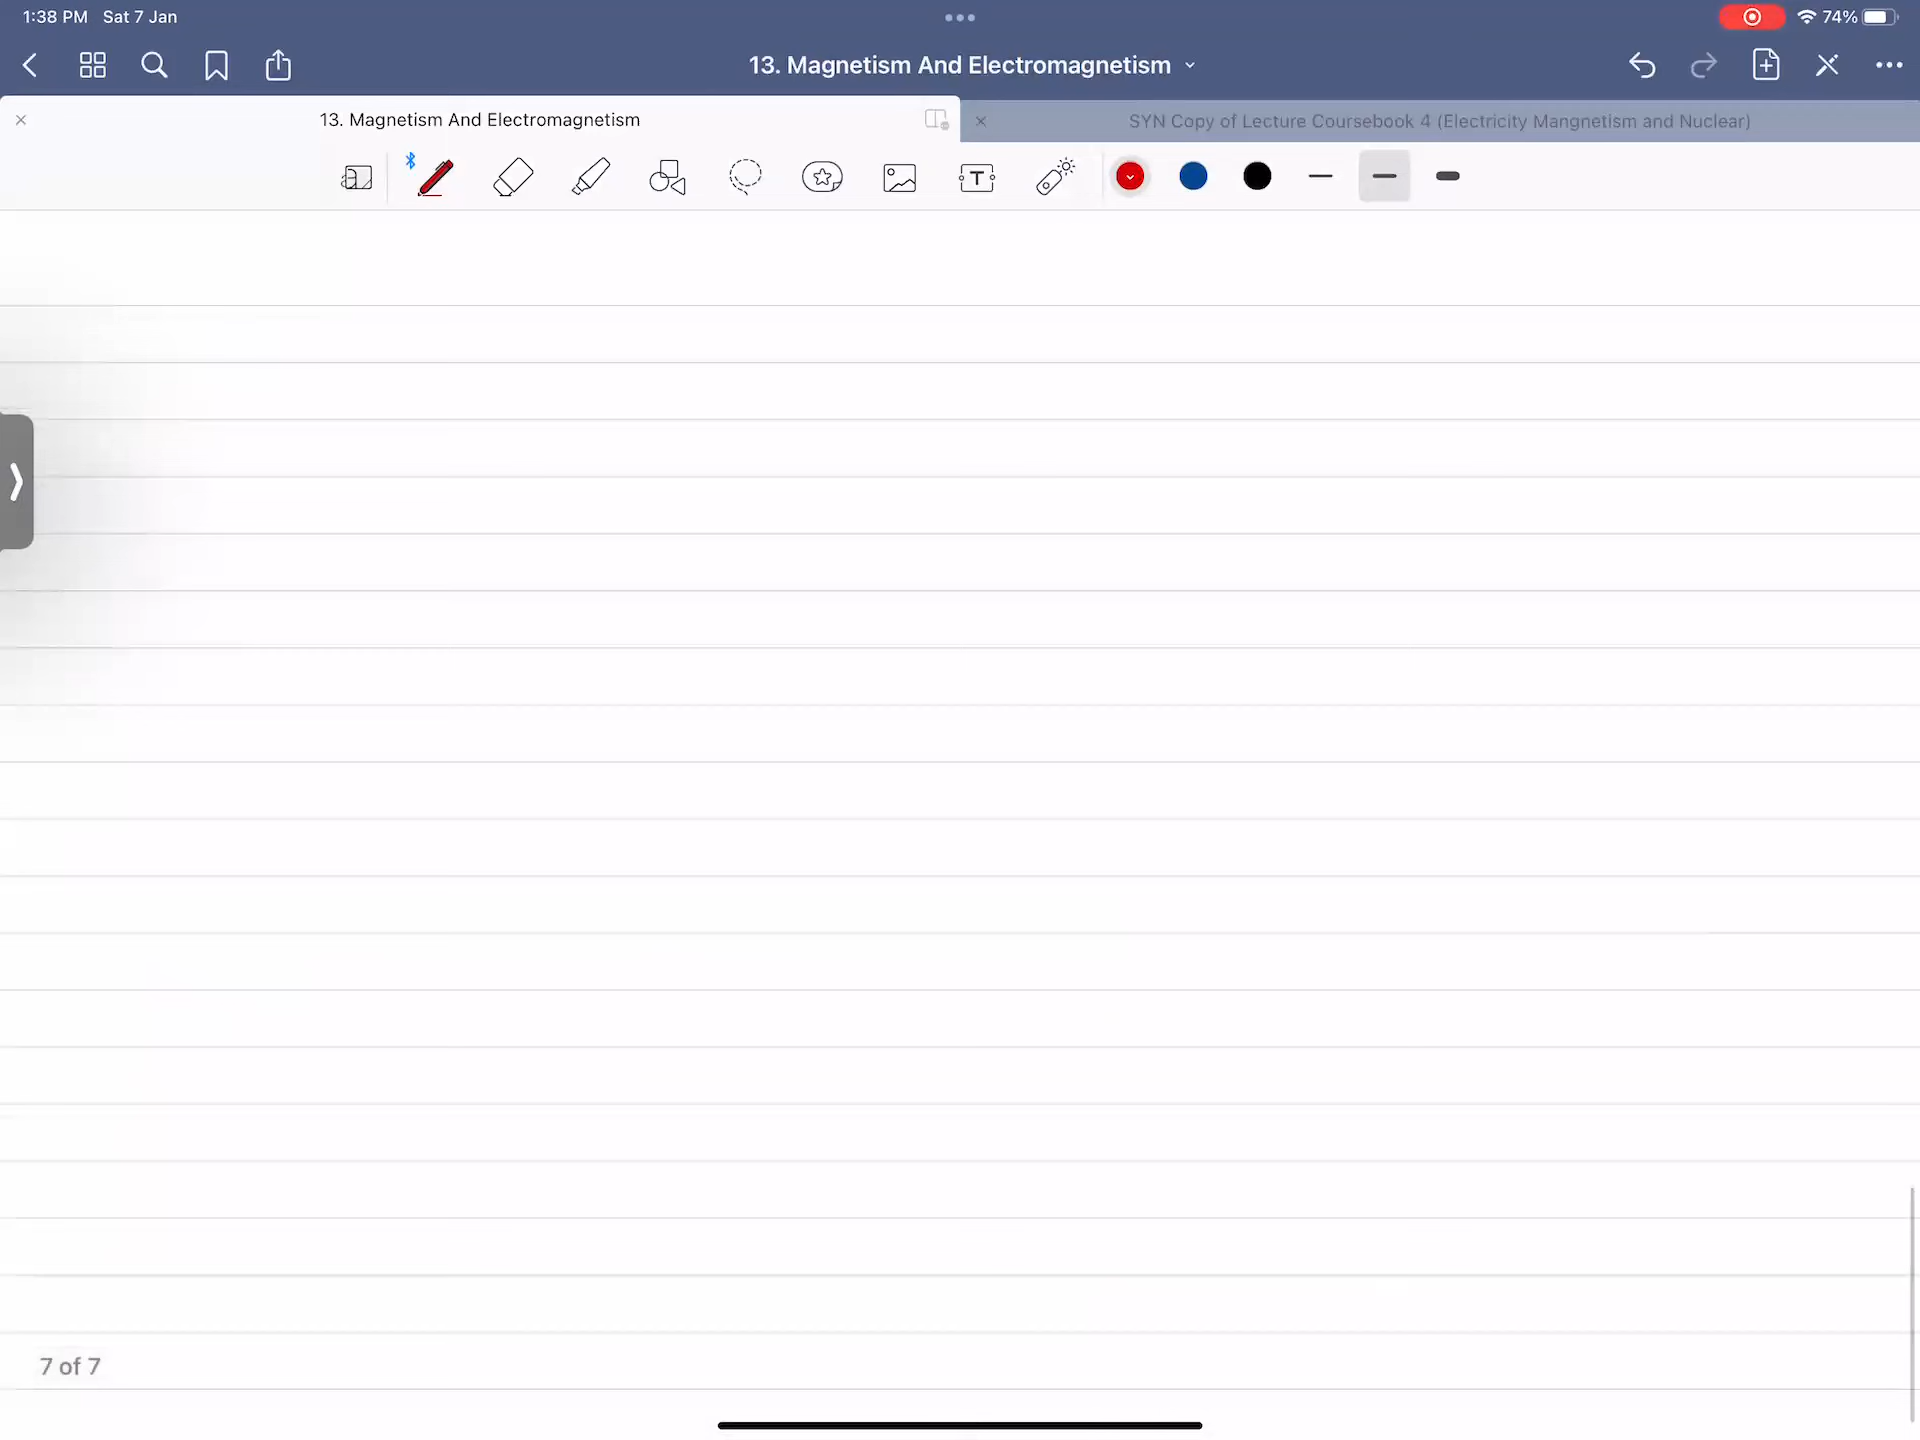 1:38 PM Sat 7 Jan
74%
13. Magnetism And Electromagnetism
13. Magnetism And Electromagnetism
SYN Copy of Lecture Coursebook 4 (Electricity Mangnetism and Nuclear)
7 of 7